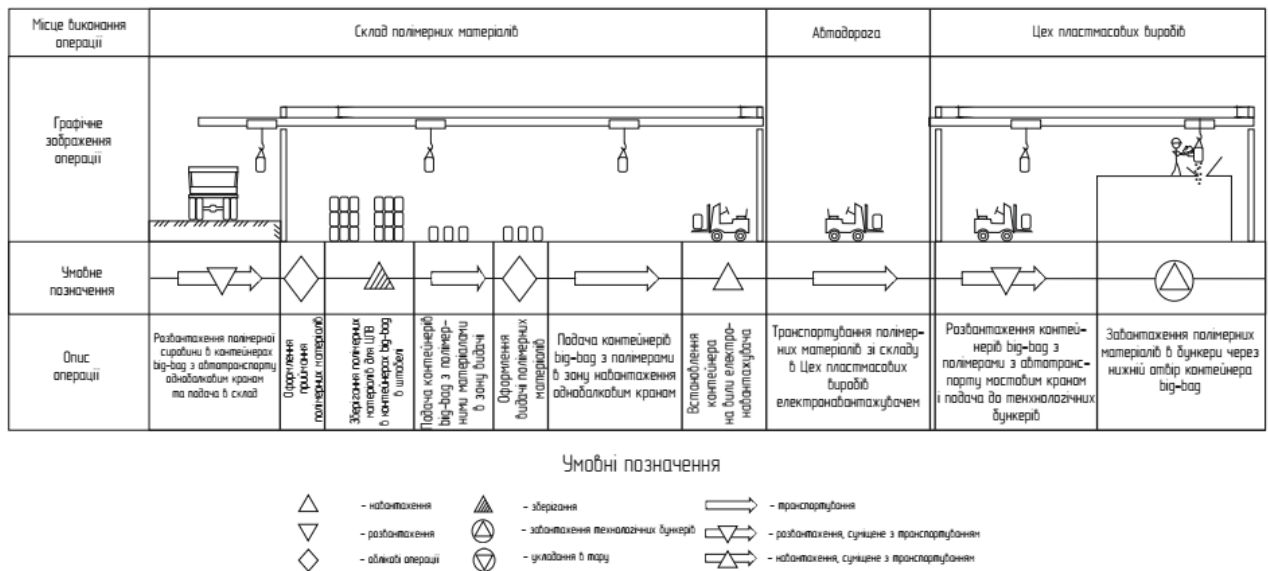 Місце виконання
операції
Склад полімерних матеріалів
Автодорога
Цех пластмасових виробів
Графічне
зображення
операції
Умовне
позначення
Опис
операції
Розвантаження полімерної
сировини в контейнерах
big-bag з автотранспорту
однобалковим краном
та подача в склад
Оформлення
приймання
полімерних матеріалів
Зберігання полімерних
матеріалів для ЦПВ
в контейнерах big-bag
в штабелі
Подача контейнерів
big-bag з полімер-
ними матеріалами
в зону видачі
Оформлення
видачі полімерних
матеріалів
Подача контейнерів
big-bag з полімерами
в зону навантаження
однобалковим краном
Встановлення
контейнера
на вили електро-
навантажувача
Транспортування полімер-
них матеріалів зі складу
в Цех пластмасових
виробів
електронавантажувачем
Розвантаження контей-
нерів big-bag з
полімерами з автотранс-
порту мостовим краном
і подача до тенхнологічних
бункерів
Завантаження полімерних
матеріалів в бункери через
нижній отвір контейнера
big-bag
Умовні позначення
- навантаження
- розвантаження
- облікові операції
- зберігання
- завантаження технологічних бункерів
- укладання в тару
- транспортування
- розвантаження, суміщене з транспортуванням
- навантаження, суміщене з транспортуванням